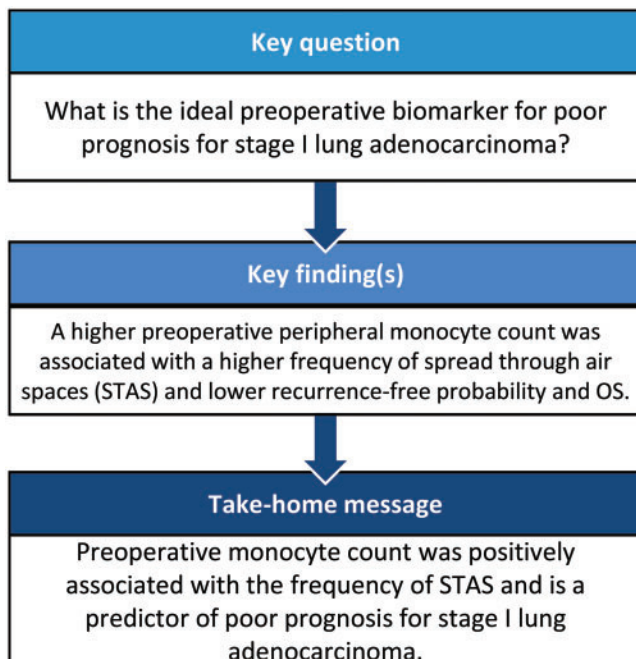 Key question
What is the ideal preoperative biomarker for poor
prognosis for stage I lung adenocarcinoma?
Key finding(s)
A higher preoperative peripheral monocyte count was
associated with a higher frequency of spread through air
spaces (STAS) and lower recurrence-free probability and OS.
Take-home message
Preoperative monocyte count was positively
associated with the frequency of STAS and is a
predictor of poor prognosis for stage I lung
adenocarcinoma.